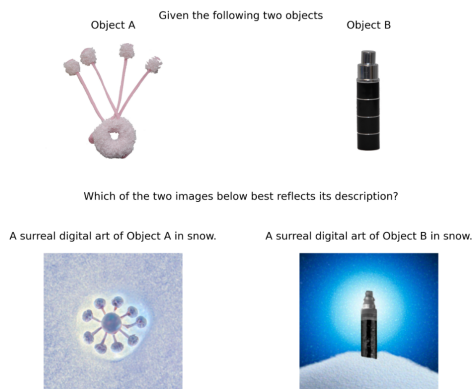 Given the following two objects
Object A
Object B
Which of the two images below best reflects its description?
A surreal digital art of Object A in snow.
A surreal digital art of Object B in snow.